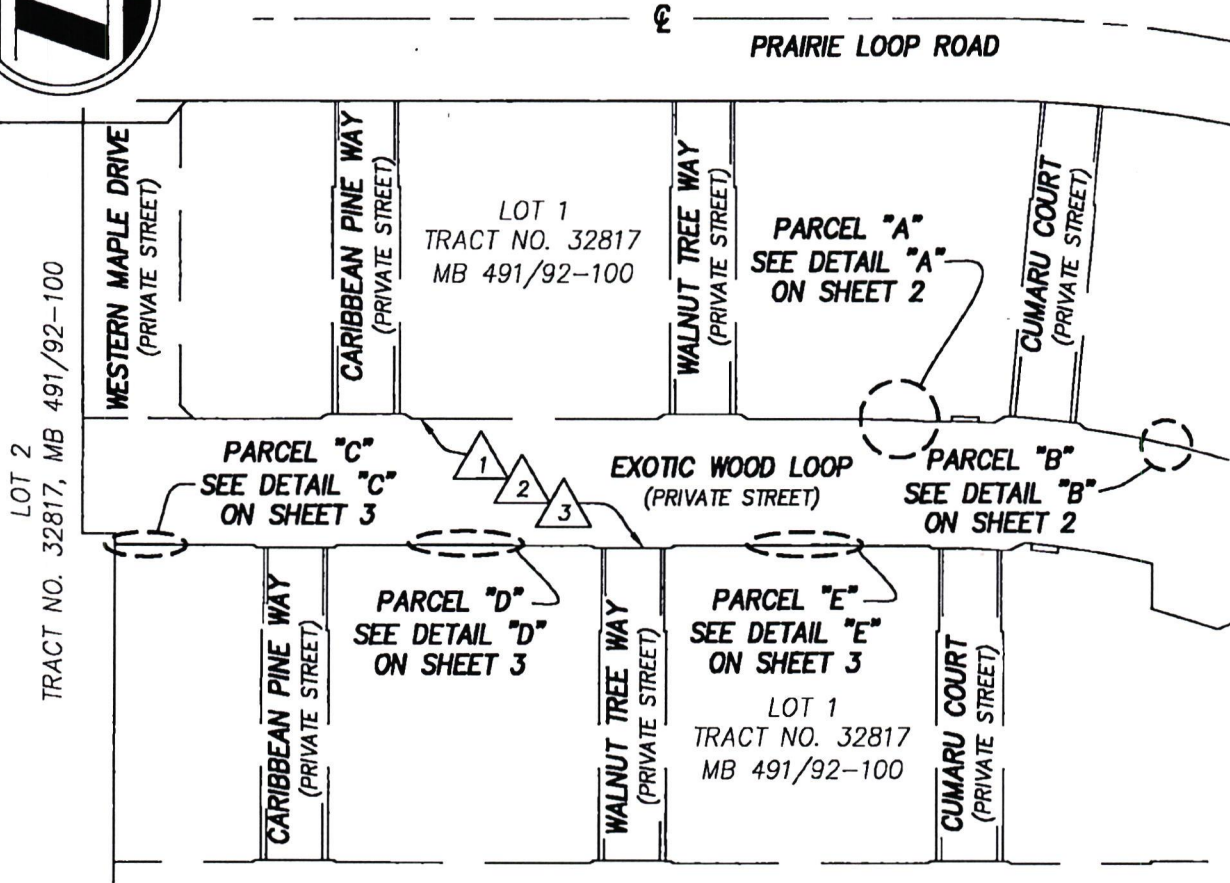 ℄
PRAIRIE LOOP ROAD
WESTERN MAPLE DRIVE
(PRIVATE STREET)
CARIBBEAN PINE WAY
(PRIVATE STREET)
LOT 1
TRACT NO. 32817
MB 491/92-100
WALNUT TREE WAY
(PRIVATE STREET)
PARCEL "A"
SEE DETAIL "A"
ON SHEET 2
CUMARU COURT
(PRIVATE STREET)
LOT 2
TRACT NO. 32817, MB 491/92-100
PARCEL "C"
SEE DETAIL "C"
ON SHEET 3
1
2
3
EXOTIC WOOD LOOP
(PRIVATE STREET)
PARCEL "B"
SEE DETAIL "B"
ON SHEET 2
CARIBBEAN PINE WAY
(PRIVATE STREET)
PARCEL "D"
SEE DETAIL "D"
ON SHEET 3
WALNUT TREE WAY
(PRIVATE STREET)
PARCEL "E"
SEE DETAIL "E"
ON SHEET 3
LOT 1
TRACT NO. 32817
MB 491/92-100
CUMARU COURT
(PRIVATE STREET)